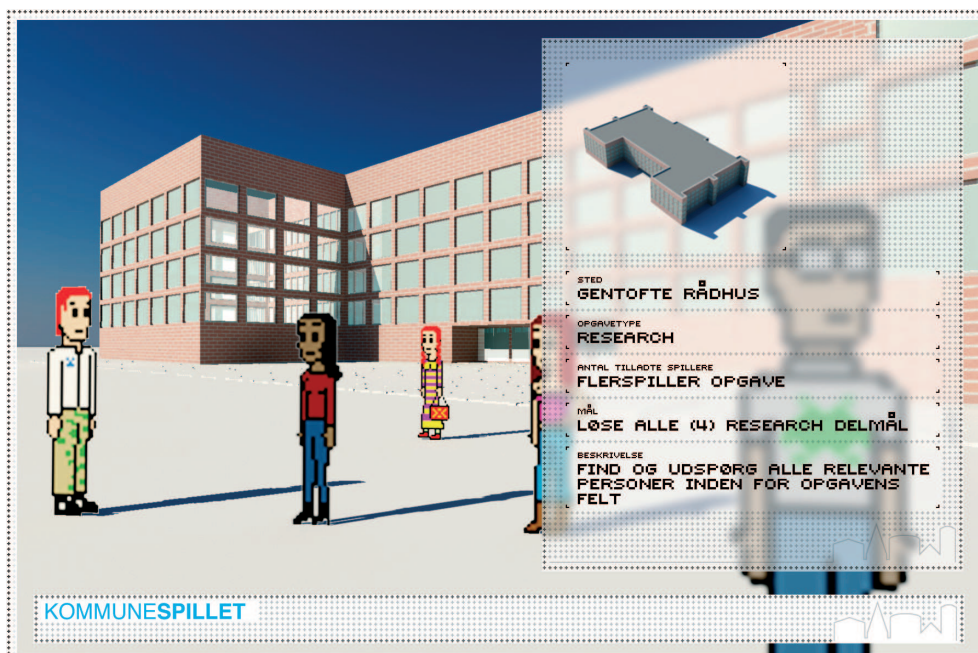 STED
GENTOFTE RÅDHUS
OPGAVETYPE
RESEARCH
ANTAL TILLADTE SPILLERE
FLERSPILLER OPGAVE
MÅL
LØSE ALLE (4) RESEARCH DELMÅL
BESKRIVELSE
FIND OG UDSPØRG ALLE RELEVANTE
PERSONER INDEN FOR OPGAVENS
FELT
KOMMUNESPILLET